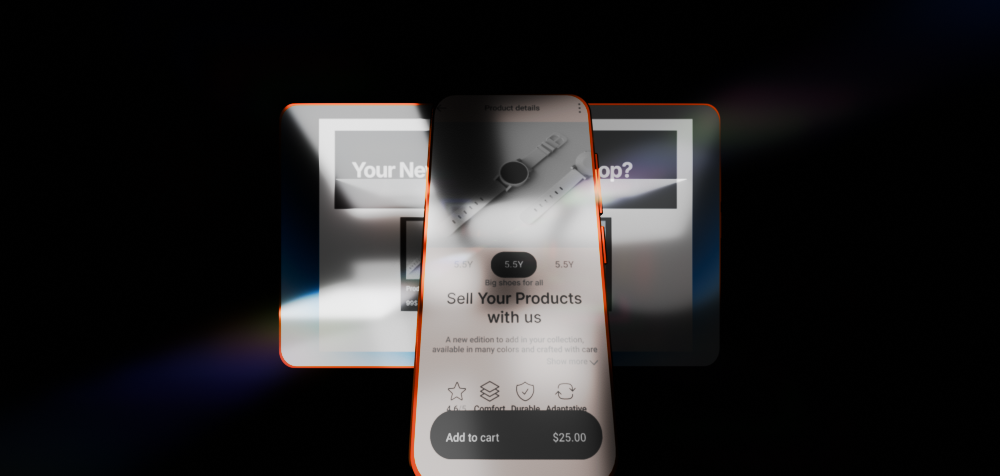 Product details
Your Ne
op?
5.5Y
5.5Y
5.5Y
Big shoes for all
Sell Your Products
with us
A new edition to add in your collection,
available in many colors and crafted with care
Show more
4.6
Comfort
Durable
Adaptative
Add to cart
$25.00
99$